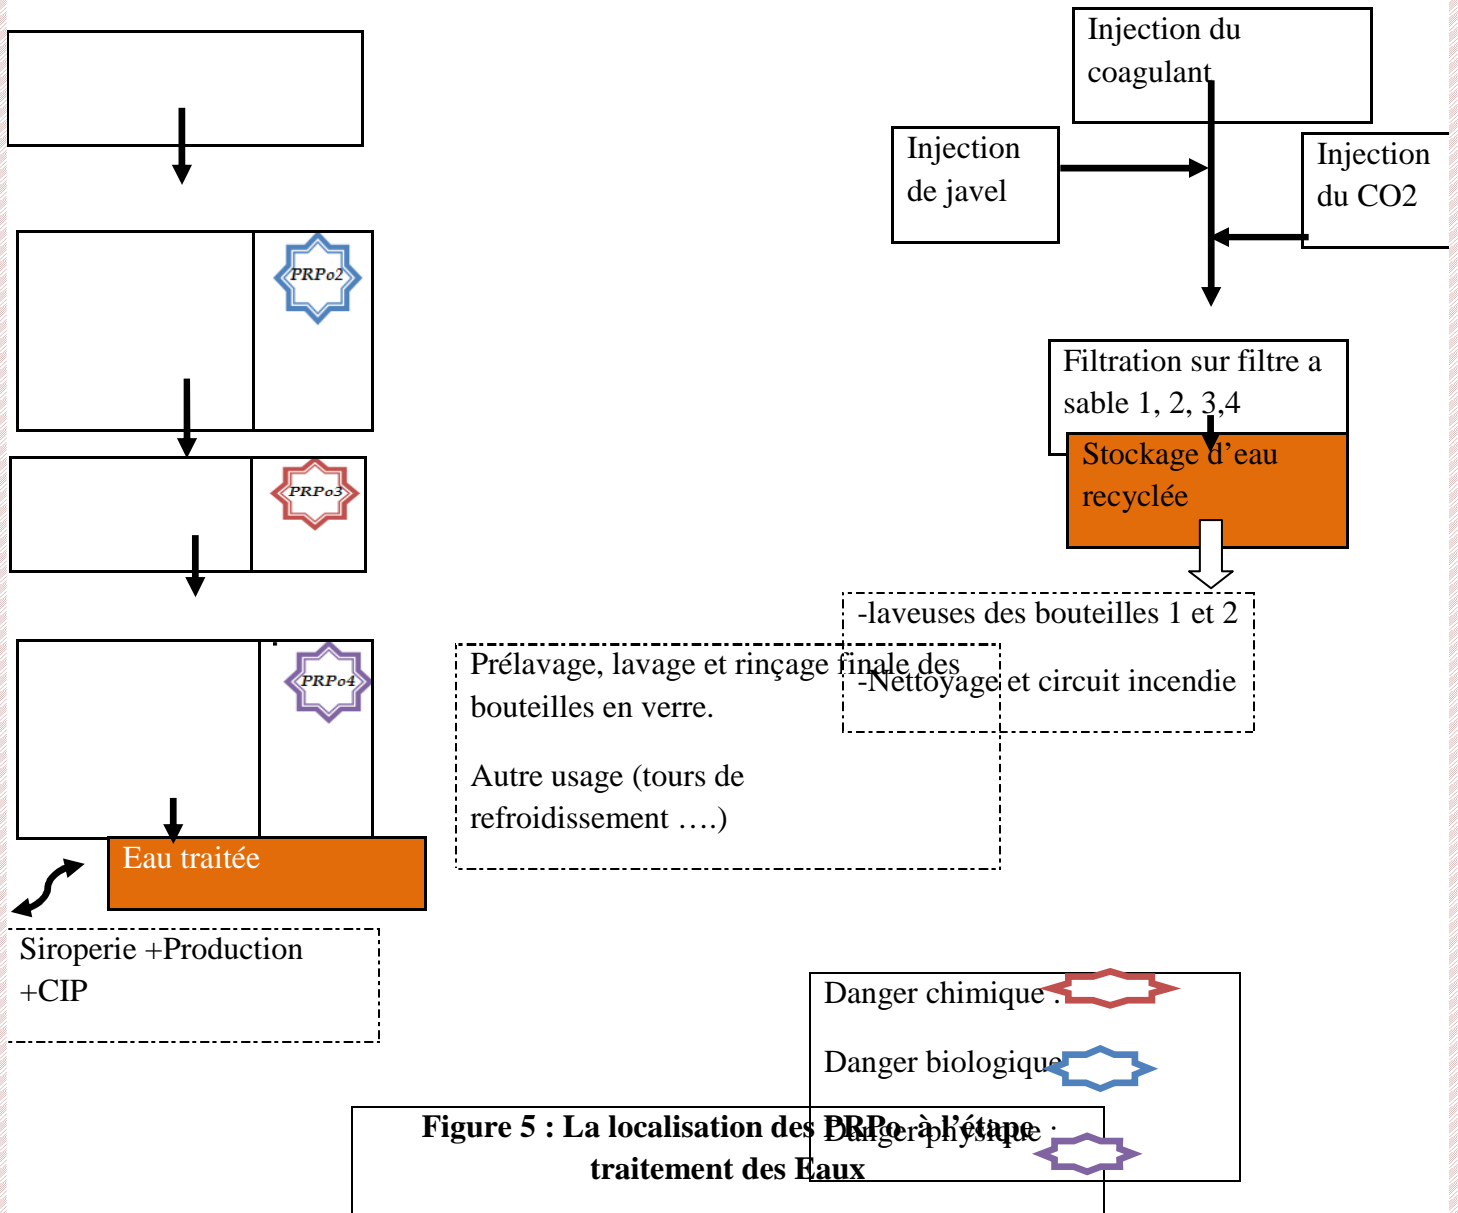 Injection du
coagulant
Injection
de javel
Injection
du CO2
PRPo2
Filtration sur filtre a
sable 1, 2, 3,4
Stockage d’eau
recyclée
PRPo3
-laveuses des bouteilles 1 et 2
-Nettoyage et circuit incendie
PRPo4
Prélavage, lavage et rinçage finale des
bouteilles en verre.
Autre usage (tours de
refroidissement ….)
Eau traitée
Siroperie +Production
+CIP
Danger chimique :
Danger biologique
Danger physique :
Figure 5 : La localisation des PRPo à l’étape
traitement des Eaux